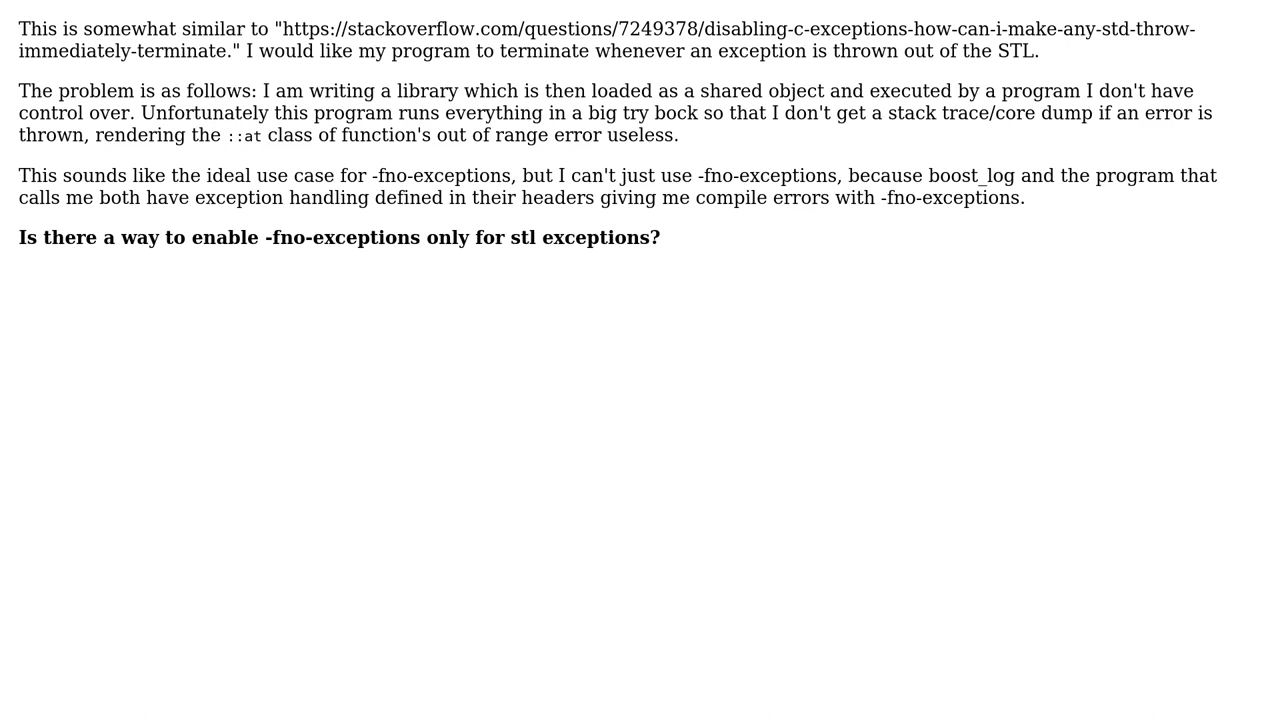 This is somewhat similar to "https://stackoverflow.com/questions/7249378/disabling-c-exceptions-how-can-i-make-any-std-throw-
immediately-terminate." I would like my program to terminate whenever an exception is thrown out of the STL.
The problem is as follows: I am writing a library which is then loaded as a shared object and executed by a program I don't have
control over. Unfortunately this program runs everything in a big try bock so that I don't get a stack trace/core dump if an error is
thrown, rendering the ::at class of function's out of range error useless.
This sounds like the ideal use case for -fno-exceptions, but I can't just use -fno-exceptions, because boost_log and the program that
calls me both have exception handling defined in their headers giving me compile errors with -fno-exceptions.
Is there a way to enable -fno-exceptions only for stl exceptions?